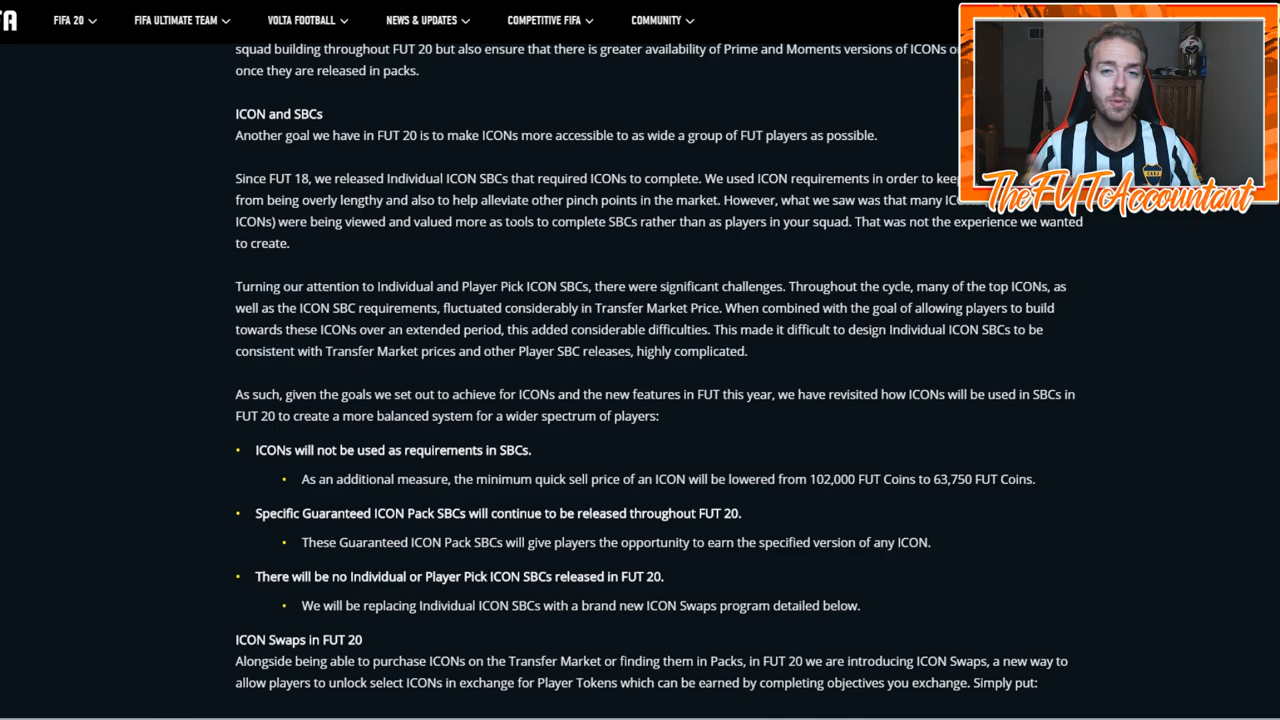 FA
FIFA 20
FIFA ULTIMATE TEAM
VOLTA FOOTBALL
NEWS & UPDATES
COMPETITIVE FIFA
COMMUNITY
squad building throughout FUT 20 but also ensure that there is greater availability of Prime and Moments versions of ICONs
once they are released in packs.
ICON and SBCs
Another goal we have in FUT 20 is to make ICONs more accessible to as wide a group of FUT players as possible.
Since FUT 18, we released Individual ICON SBCs that required ICONs to complete. We used ICON requirements in order to
from being overly lengthy and also to help alleviate other pinch points in the market. However, what we saw was that many
ICONs) were being viewed and valued more as tools to complete SBCs rather than as players in your squad. That was not the experience we wanted
to create.
Turning our attention to Individual and Player Pick ICON SBCs, there were significant challenges. Throughout the cycle, many of the top ICONs, as
well as the ICON SBC requirements, fluctuated considerably in Transfer Market Price. When combined with the goal of allowing players to build
towards these ICONs over an extended period, this added considerable difficulties. This made it difficult to design Individual ICON SBCs to be
consistent with Transfer Market prices and other Player SBC releases, highly complicated.
As such, given the goals we set out to achieve for ICONs and the new features in FUT this year, we have revisited how ICONs will be used in SBCs in
FUT 20 to create a more balanced system for a wider spectrum of players:
ICONs will not be used as requirements in SBCs.
As an additional measure, the minimum quick sell price of an ICON will be lowered from 102,000 FUT Coins to 63,750 FUT Coins.
Specific Guaranteed ICON Pack SBCs will continue to be released throughout FUT 20.
These Guaranteed ICON Pack SBCs will give players the opportunity to earn the specified version of any ICON.
There will be no Individual or Player Pick ICON SBCs released in FUT 20.
We will be replacing Individual ICON SBCs with a brand new ICON Swaps program detailed below.
ICON Swaps in FUT 20
Alongside being able to purchase ICONs on the Transfer Market or finding them in Packs, in FUT 20 we are introducing ICON Swaps, a new way to
allow players to unlock select ICONs in exchange for Player Tokens which can be earned by completing objectives you exchange. Simply put:
TheFUTAccountant